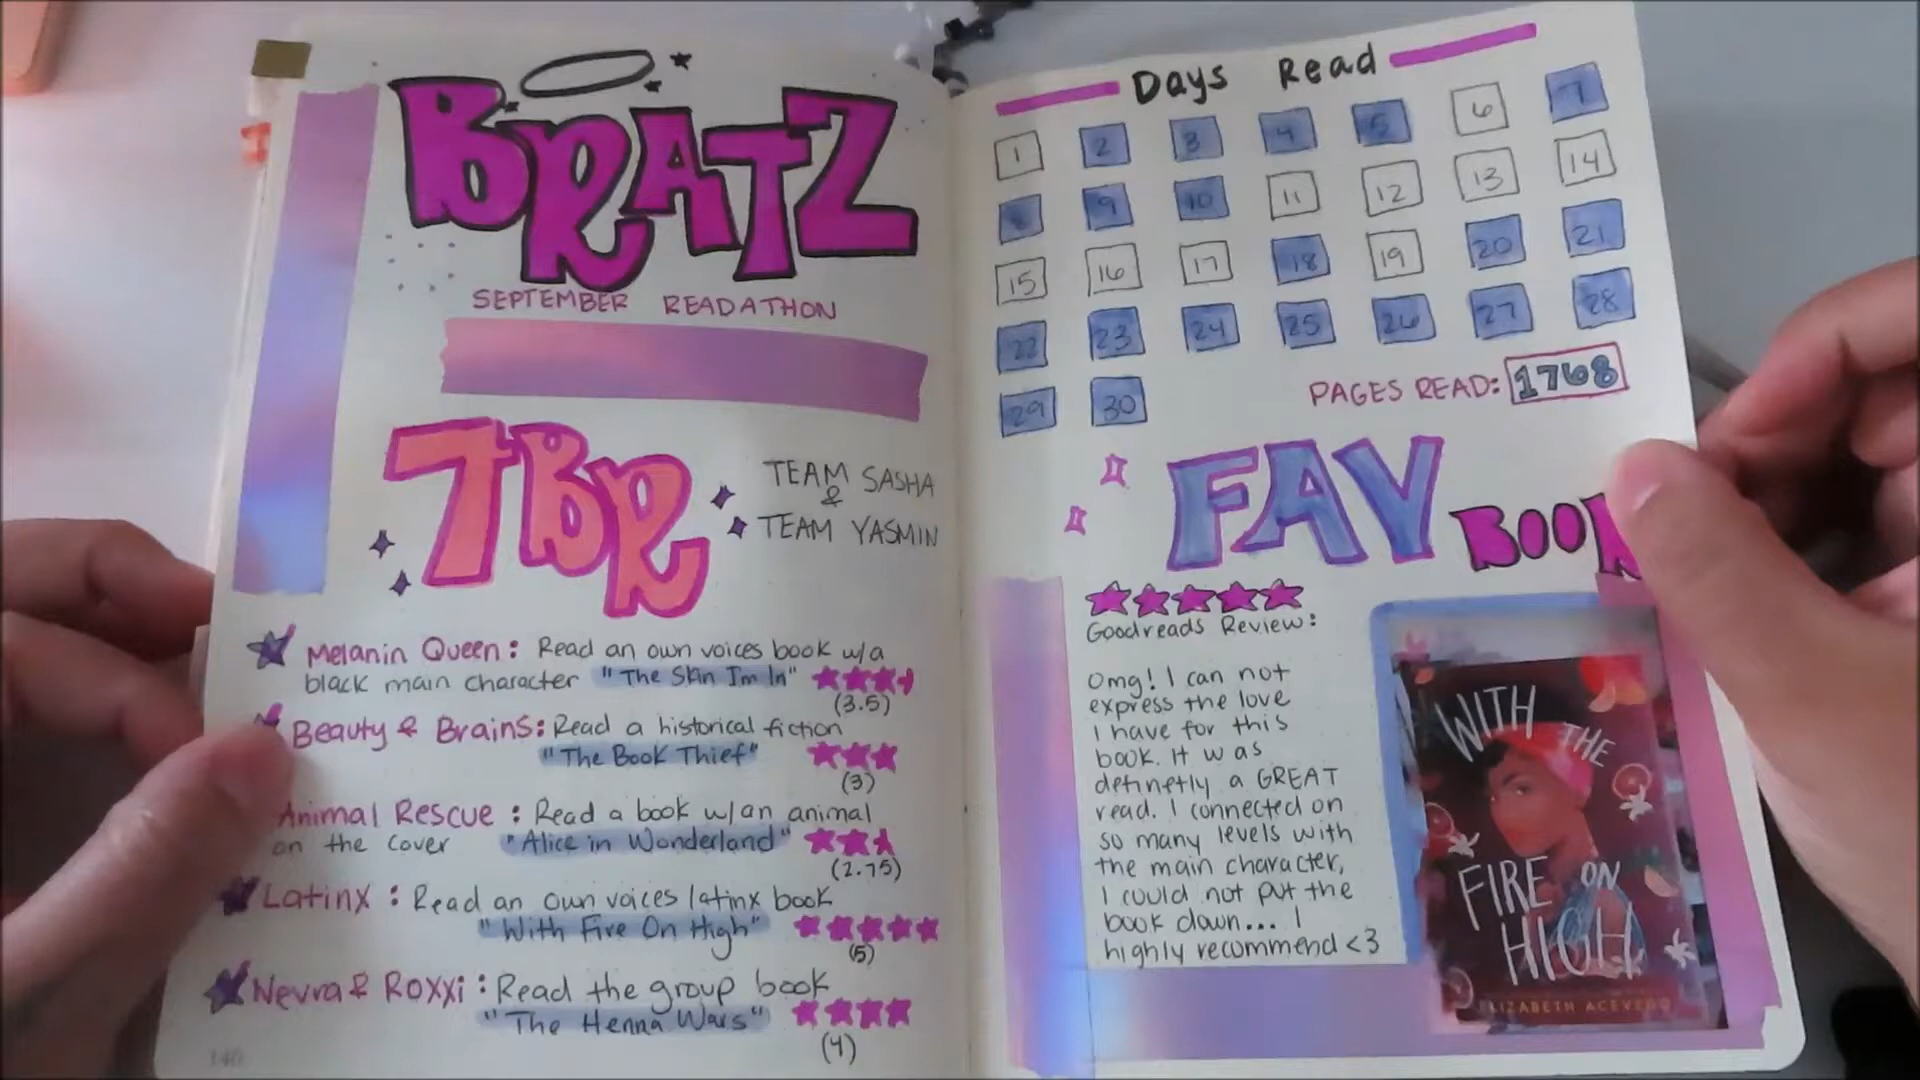 BRATZ
SEPTEMBER READATHON
TBR
TEAM SASHA
&
TEAM YASMIN
Melanin Queen: Read an own voices book w/a
black main character "The Skin Im In"
(3.5)
Beauty & Brains: Read a historical fiction
"The Book Thief"
(3)
Animal Rescue: Read a book w/an animal
on the cover "Alice in Wonderland"
(2.75)
Latinx: Read an own voices latinx book
"With Fire On High"
(5)
Nevra & Roxxi: Read the group book
"The Henna Wars"
(4)
140
Days Read
1 2 3 4 5 6 7
8 9 10 11 12 13 14
15 16 17 18 19 20 21
22 23 24 25 26 27 28
29 30
PAGES READ: 1768
FAV
BOOK
Goodreads Review:
Omg! I can not
express the love
I have for this
book. It was
definetly a GREAT
read. I connected on
so many levels with
the main character,
I could not put the
book down... I
highly recommend <3
WITH
THE
FIRE ON
HIGH
ELIZABETH ACEVEDO